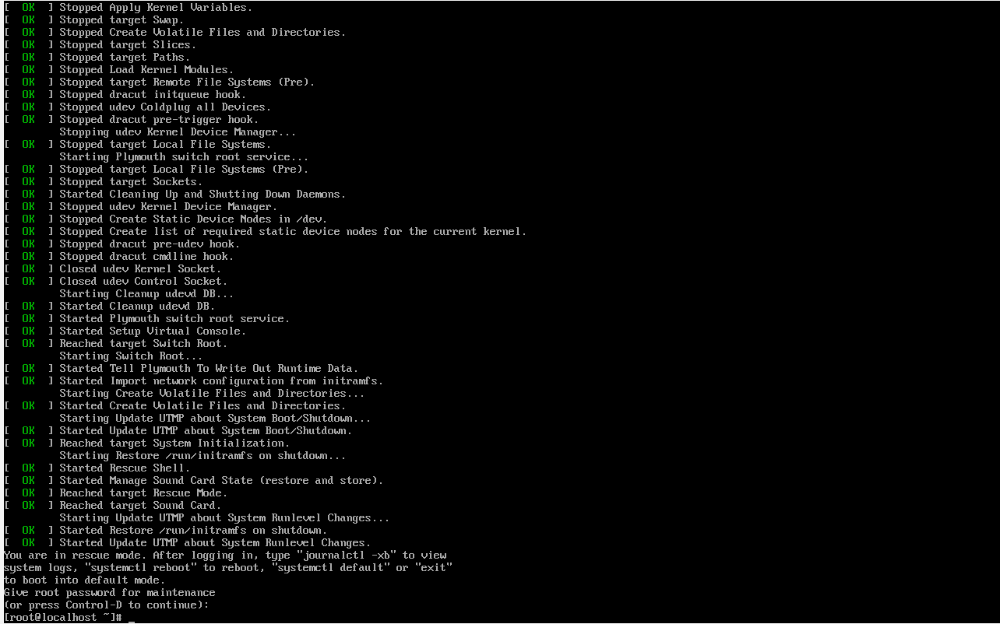 [  OK  ] Stopped Apply Kernel Variables.
[  OK  ] Stopped target Swap.
[  OK  ] Stopped Create Volatile Files and Directories.
[  OK  ] Stopped target Slices.
[  OK  ] Stopped target Paths.
[  OK  ] Stopped Load Kernel Modules.
[  OK  ] Stopped target Remote File Systems (Pre).
[  OK  ] Stopped dracut initqueue hook.
[  OK  ] Stopped udev Coldplug all Devices.
[  OK  ] Stopped dracut pre-trigger hook.
         Stopping udev Kernel Device Manager...
[  OK  ] Stopped target Local File Systems.
         Starting Plymouth switch root service...
[  OK  ] Stopped target Local File Systems (Pre).
[  OK  ] Stopped target Sockets.
[  OK  ] Started Cleaning Up and Shutting Down Daemons.
[  OK  ] Stopped udev Kernel Device Manager.
[  OK  ] Stopped Create Static Device Nodes in /dev.
[  OK  ] Stopped Create list of required static device nodes for the current kernel.
[  OK  ] Stopped dracut pre-udev hook.
[  OK  ] Stopped dracut cmdline hook.
[  OK  ] Closed udev Kernel Socket.
[  OK  ] Closed udev Control Socket.
         Starting Cleanup udevd DB...
[  OK  ] Started Cleanup udevd DB.
[  OK  ] Started Plymouth switch root service.
[  OK  ] Started Setup Virtual Console.
[  OK  ] Reached target Switch Root.
         Starting Switch Root...
[  OK  ] Started Tell Plymouth To Write Out Runtime Data.
[  OK  ] Started Import network configuration from initramfs.
         Starting Create Volatile Files and Directories...
[  OK  ] Started Create Volatile Files and Directories.
         Starting Update UTMP about System Boot/Shutdown...
[  OK  ] Started Update UTMP about System Boot/Shutdown.
[  OK  ] Reached target System Initialization.
         Starting Restore /run/initramfs on shutdown...
[  OK  ] Started Rescue Shell.
[  OK  ] Started Manage Sound Card State (restore and store).
[  OK  ] Reached target Rescue Mode.
[  OK  ] Reached target Sound Card.
         Starting Update UTMP about System Runlevel Changes...
[  OK  ] Started Restore /run/initramfs on shutdown.
[  OK  ] Started Update UTMP about System Runlevel Changes.
You are in rescue mode. After logging in, type "journalctl -xb" to view
system logs, "systemctl reboot" to reboot, "systemctl default" or "exit"
to boot into default mode.
Give root password for maintenance
(or press Control-D to continue):
[root@localhost ~]# _